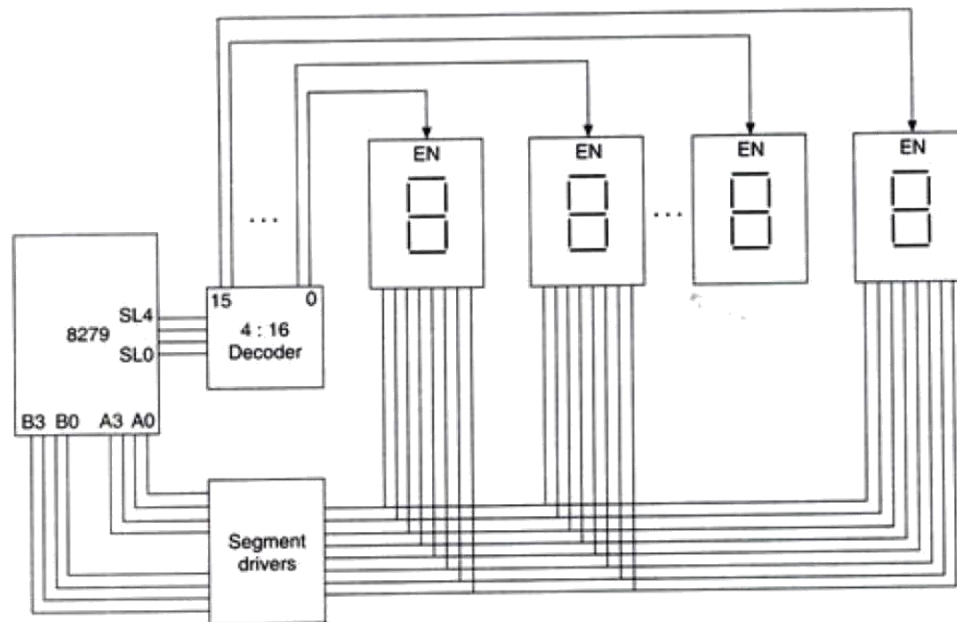 EN
EN
EN
EN
...
...
15
0
SL4
8279
4 : 16
SL0
Decoder
B3 B0 A3 A0
Segment
drivers